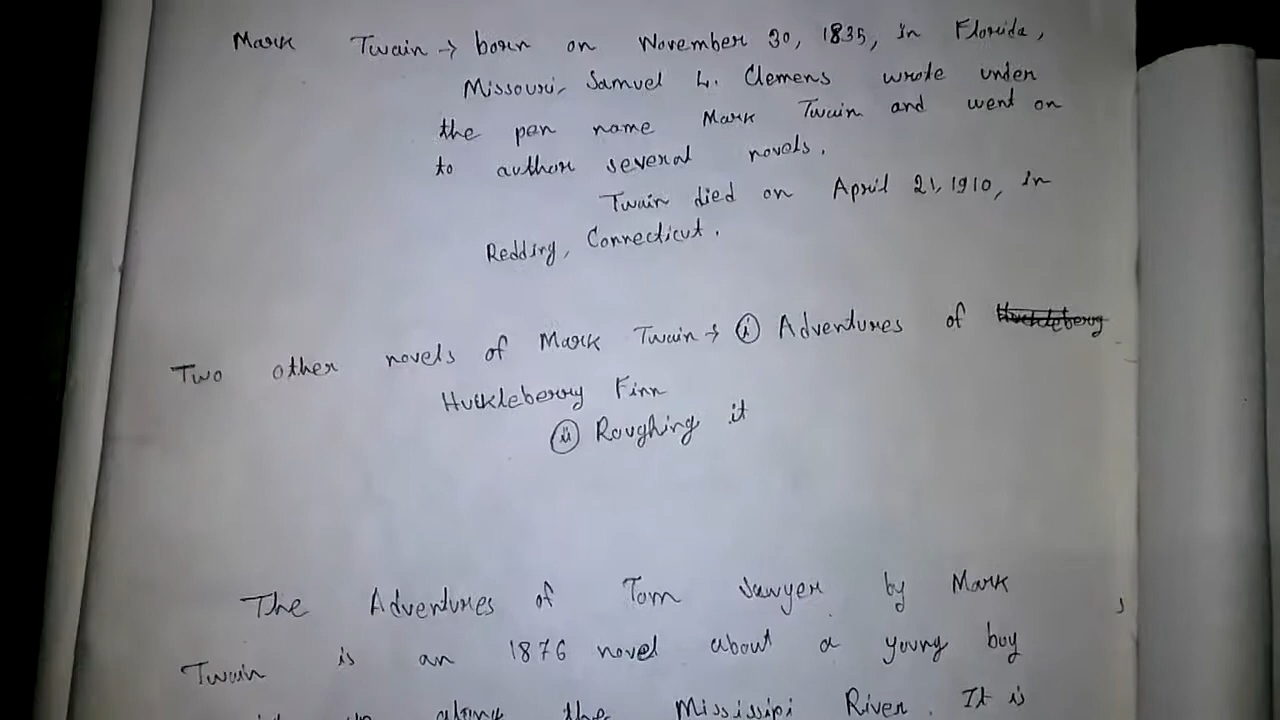 Mark Twain → born on November 30, 1835, in Florida,
Missouri, Samuel L. Clemens wrote under
the pen name Mark Twain and went on
to author several novels.
Twain died on April 21, 1910, in
Redding, Connecticut.
Two other novels of Mark Twain → (i) Adventures of
Huckleberry Finn
(ii) Roughing it
The Adventures of Tom Sawyer by Mark
Twain is an 1876 novel about a young boy
along the Mississipi River. It is